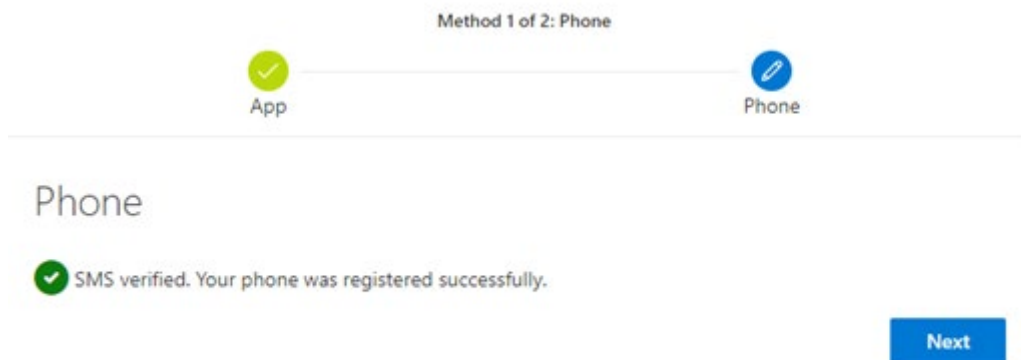 Method 1 of 2: Phone
App
Phone
Phone
SMS verified. Your phone was registered successfully.
Next